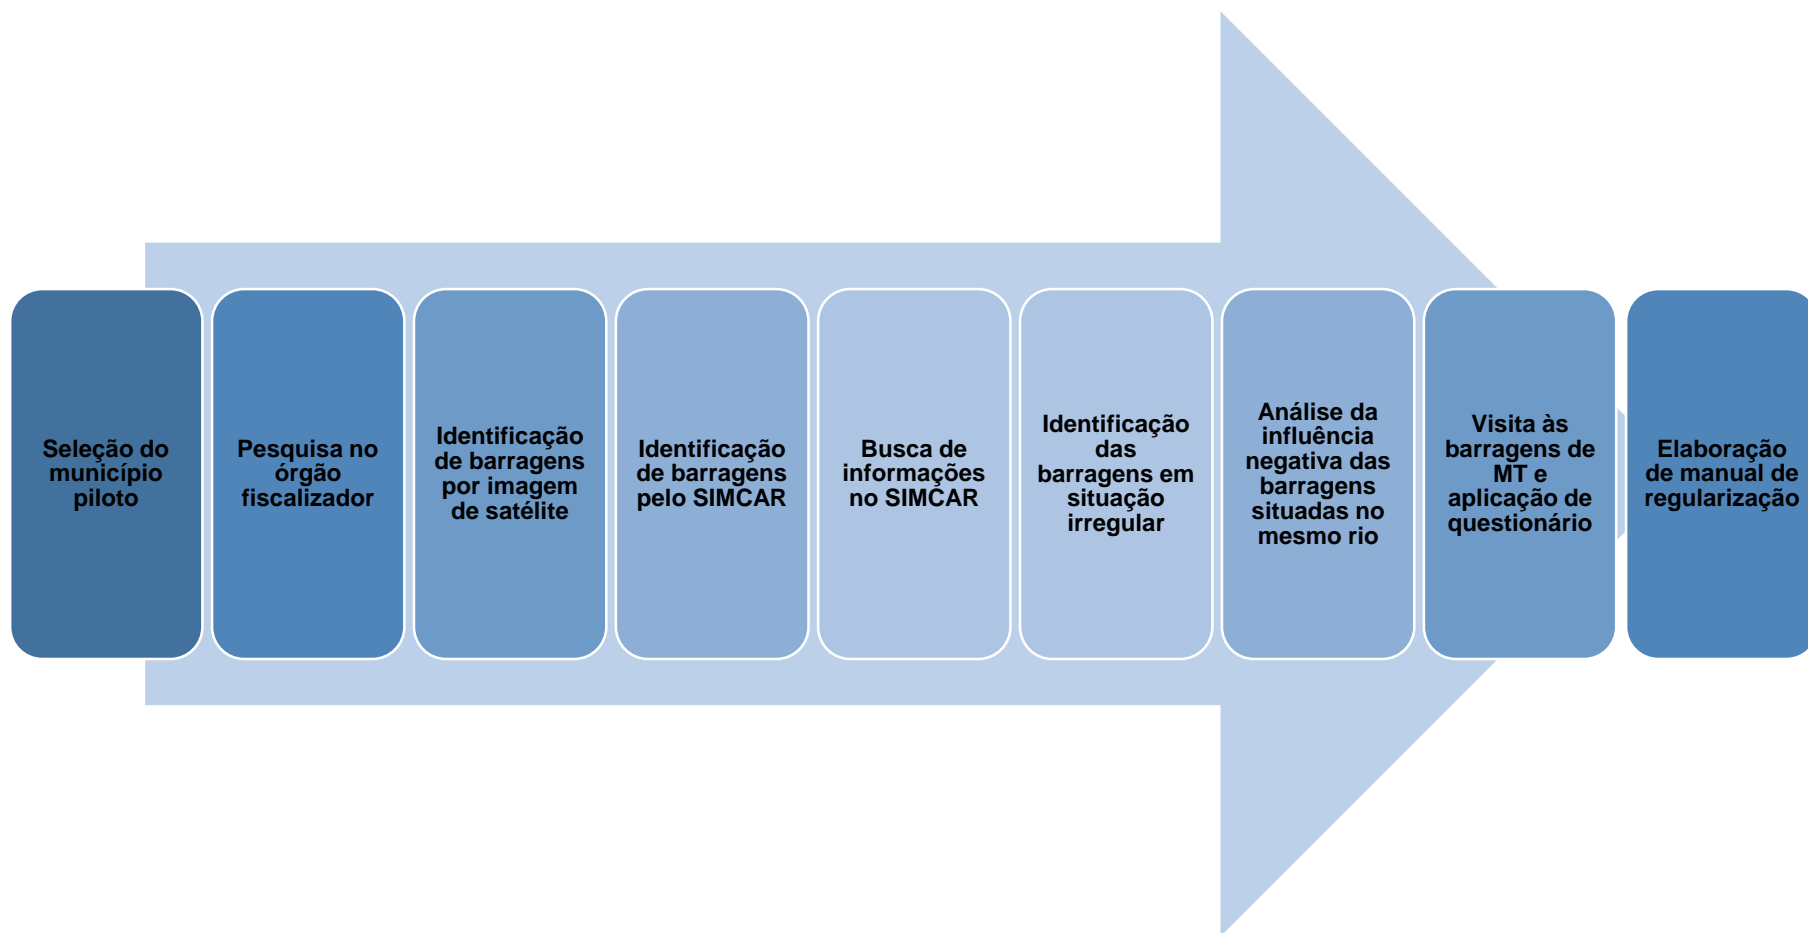 Seleção do
município
piloto
Pesquisa no
órgão
fiscalizador
Identificação
de barragens
por imagem
de satélite
Identificação
de barragens
pelo SIMCAR
Busca de
informações
no SIMCAR
Identificação
das
barragens em
situação
irregular
Análise da
influência
negativa das
barragens
situadas no
mesmo rio
Visita às
barragens de
MT e
aplicação de
questionário
Elaboração
de manual de
regularização